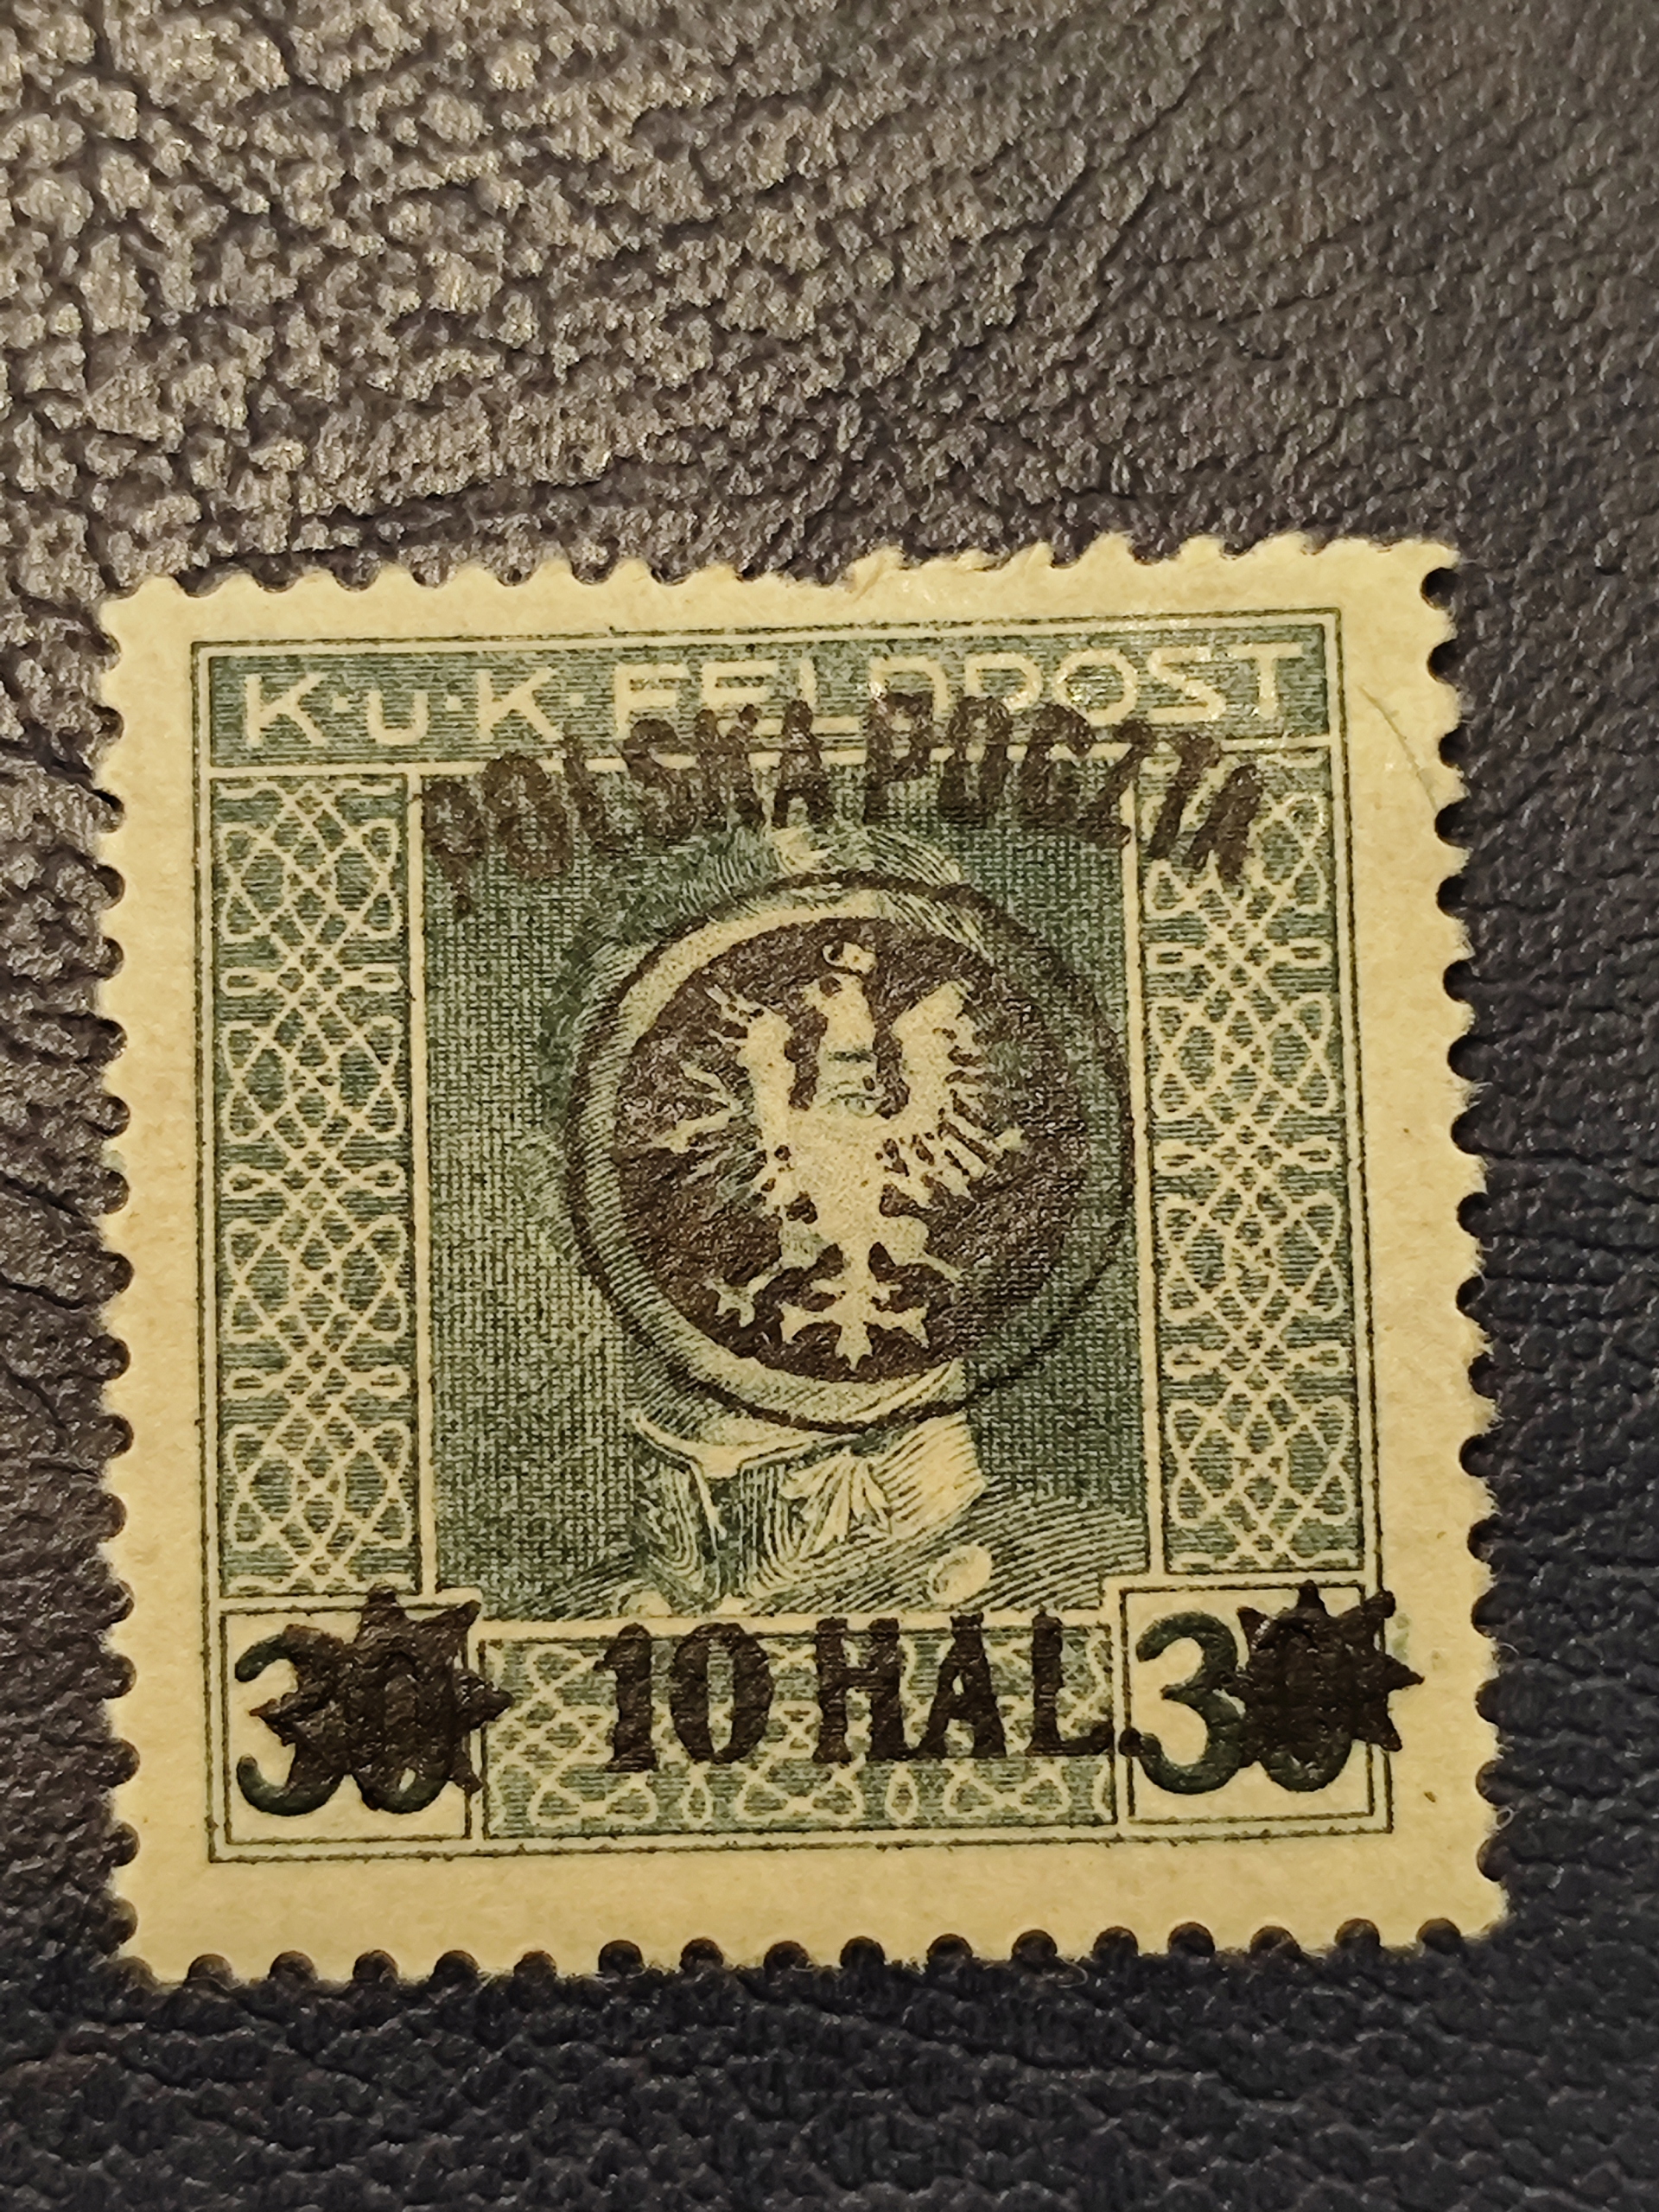 K·u·K·FELDPOST
POLSKA POCZTA
30 10 HAL. 30